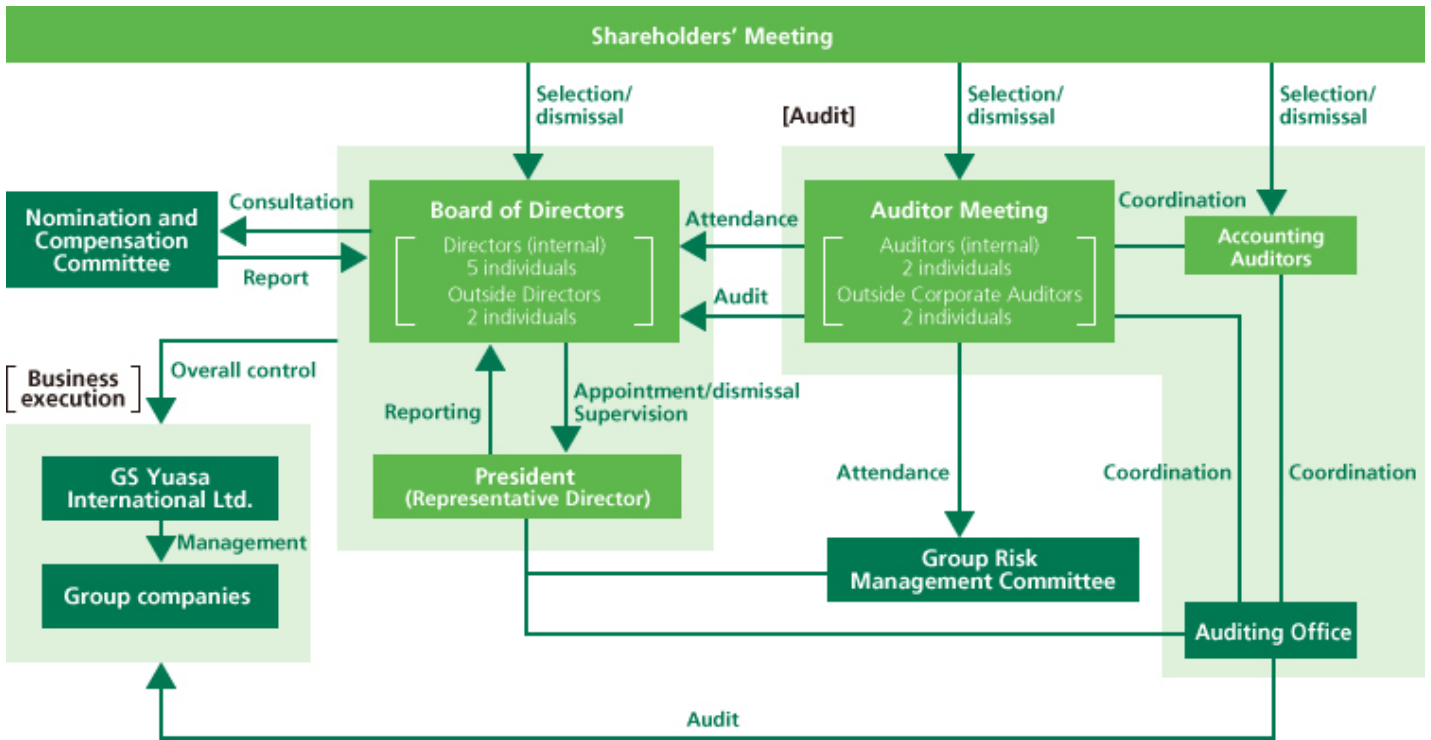 Shareholders' Meeting
Selection/
dismissal
[Audit]
Selection/
dismissal
Selection/
dismissal
Nomination and
Compensation
Committee
Consultation
Report
Board of Directors
Directors (internal)
5 individuals
Outside Directors
2 individuals
Attendance
Audit
Auditor Meeting
Auditors (internal)
2 individuals
Outside Corporate Auditors
2 individuals
Coordination
Accounting
Auditors
[Business
execution]
Overall control
Reporting
Appointment/dismissal
Supervision
GS Yuasa
International Ltd.
Management
Group companies
President
(Representative Director)
Attendance
Coordination
Coordination
Group Risk
Management Committee
Auditing Office
Audit